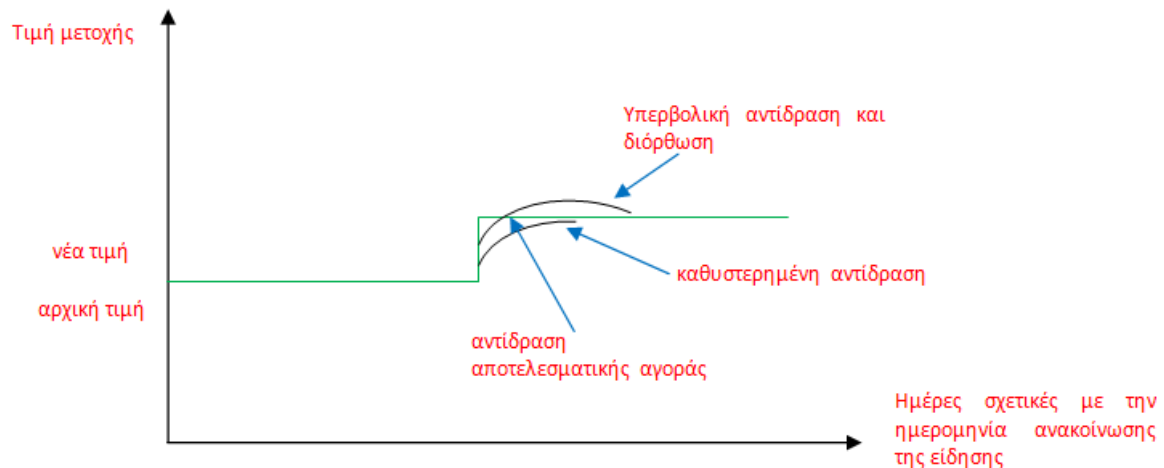 Τιμή μετοχής
Υπερβολική αντίδραση και
διόρθωση
νέα τιμή
καθυστερημένη αντίδραση
αρχική τιμή
αντίδραση
αποτελεσματικής αγοράς
Ημέρες σχετικές με την
ημερομηνία ανακοίνωσης
της είδησης